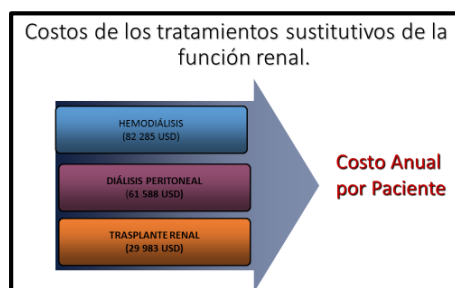 Costos de los tratamientos sustitutivos de la
función renal.
HEMODIÁLISIS
(82 285 USD)
DIÁLISIS PERITONEAL
(61 588 USD)
TRASPLANTE RENAL
(29 983 USD)
Costo Anual
por Paciente